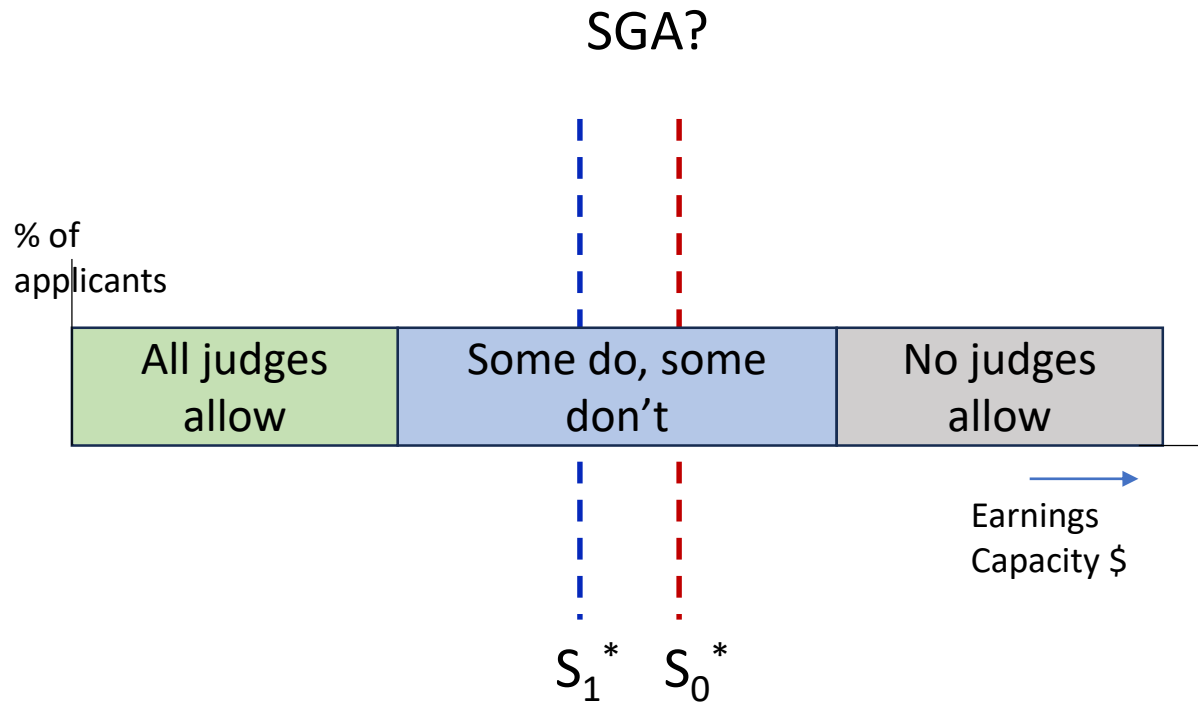 SGA?
% of
applicants
All judges
allow
Some do, some
don’t
No judges
allow
Earnings
Capacity $
S₁* S₀*